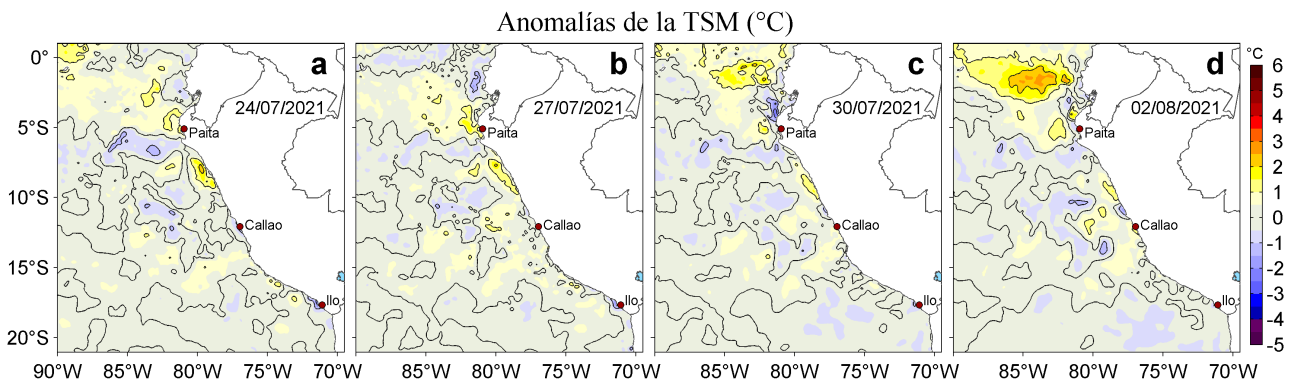 Anomalías de la TSM (°C)
a
24/07/2021
Paita
Callao
Ilo
b
27/07/2021
Paita
Callao
Ilo
c
30/07/2021
Paita
Callao
Ilo
d
02/08/2021
Paita
Callao
Ilo
0°
5°S
10°S
15°S
20°S
90°W 85°W 80°W 75°W 70°W
85°W 80°W 75°W 70°W
85°W 80°W 75°W 70°W
85°W 80°W 75°W 70°W
°C
6
5
4
3
2
1
0
-1
-2
-3
-4
-5